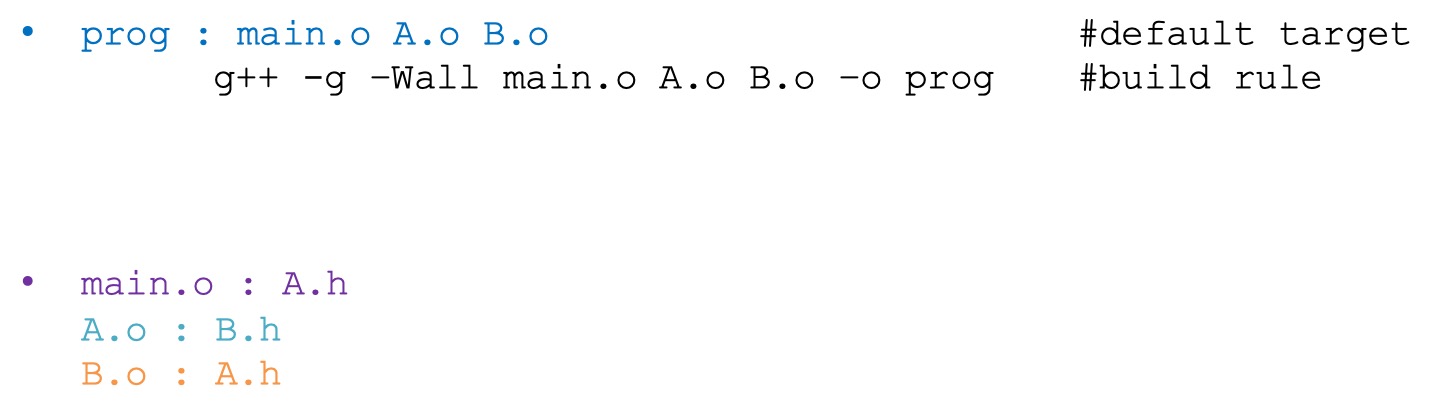 • prog : main.o A.o B.o #default target
g++ -g –Wall main.o A.o B.o –o prog #build rule
• main.o : A.h
A.o : B.h
B.o : A.h